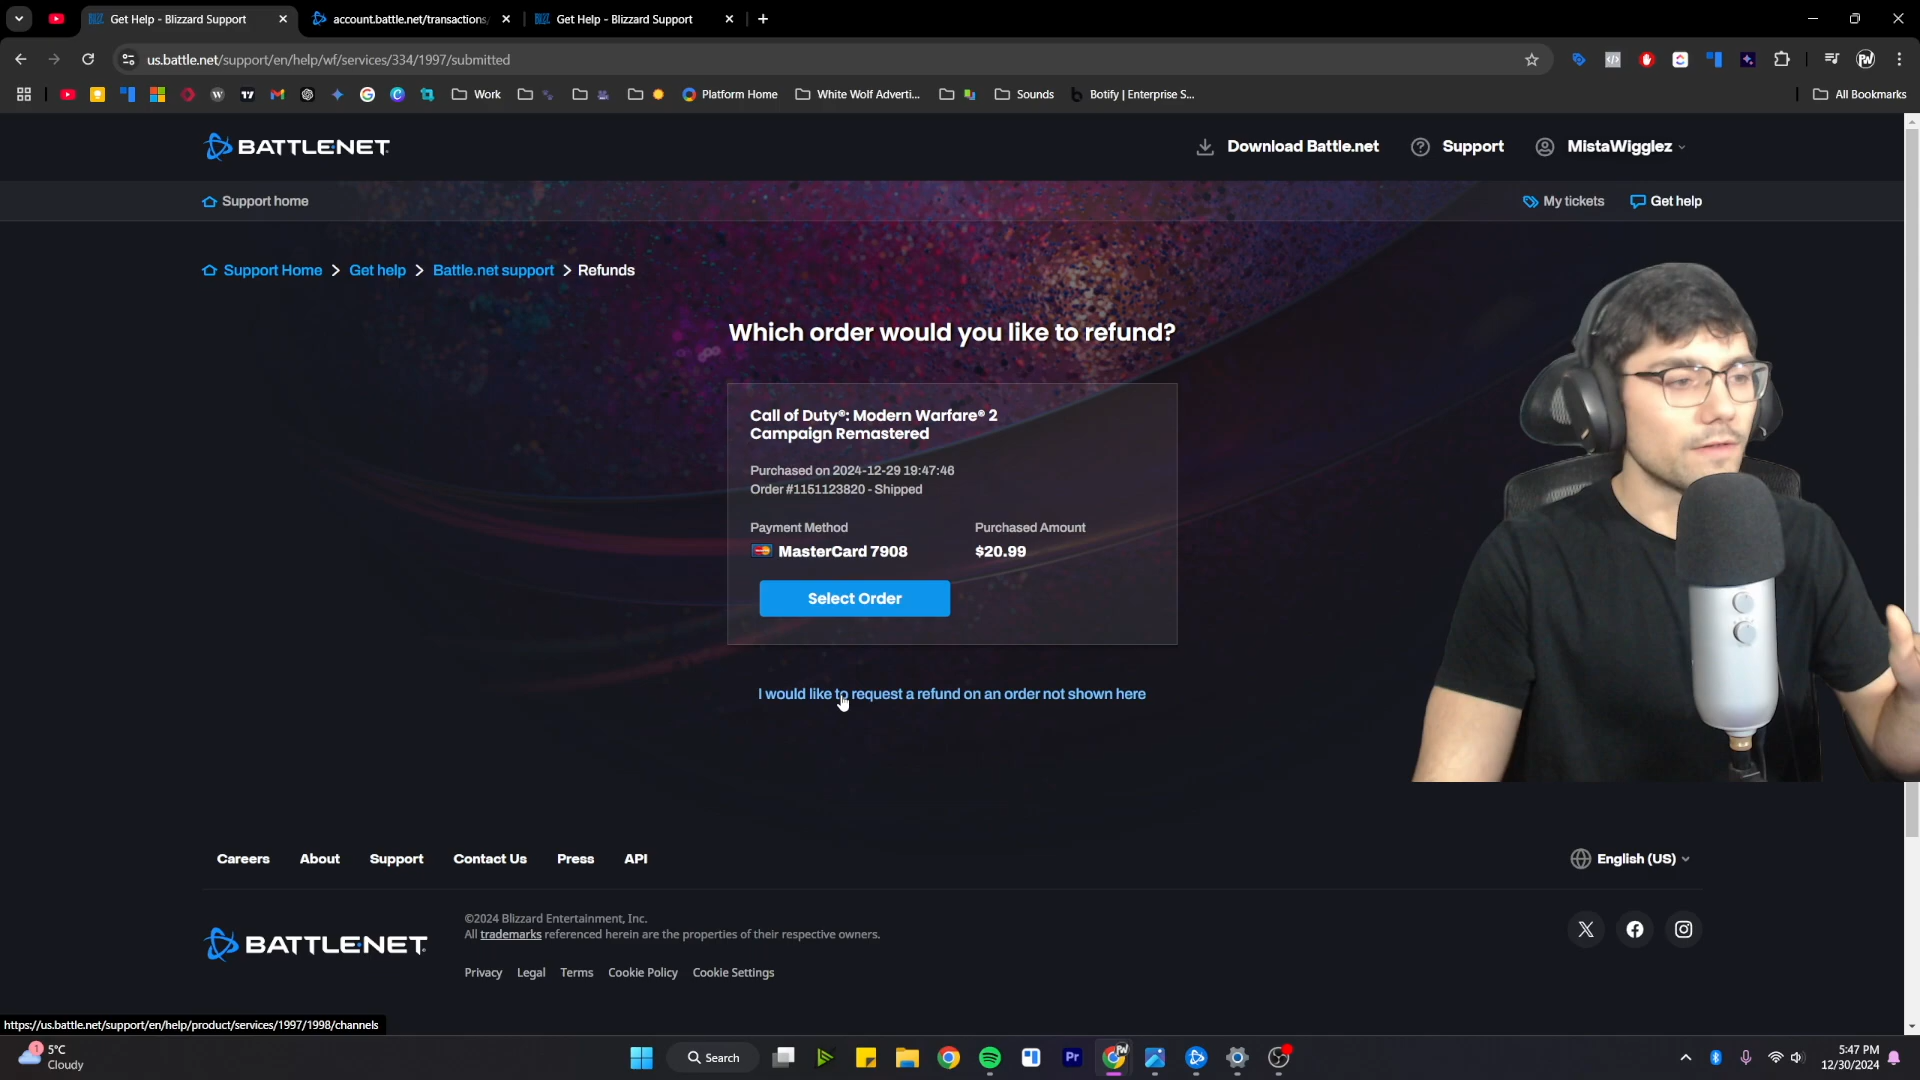 Get Help - Blizzard Support
account.battle.net/transactions
Get Help - Blizzard Support
us.battle.net/support/en/help/wf/services/334/1997/submitted
Work
Platform Home
White Wolf Adverti...
Sounds
Botify | Enterprise S...
All Bookmarks
BATTLE.NET
Download Battle.net
Support
MistaWigglez
Support home
My tickets
Get help
Support Home > Get help > Battle.net support > Refunds
Which order would you like to refund?
Call of Duty®: Modern Warfare® 2
Campaign Remastered
Purchased on 2024-12-29 19:47:46
Order #1151123820 - Shipped
Payment Method
Purchased Amount
MasterCard 7908
$20.99
Select Order
I would like to request a refund on an order not shown here
Careers
About
Support
Contact Us
Press
API
English (US)
BATTLE.NET
©2024 Blizzard Entertainment, Inc.
All trademarks referenced herein are the properties of their respective owners.
Privacy
Legal
Terms
Cookie Policy
Cookie Settings
https://us.battle.net/support/en/help/product/services/1997/1998/channels
1
5°C
Cloudy
Search
Pr
5:47 PM
12/30/2024